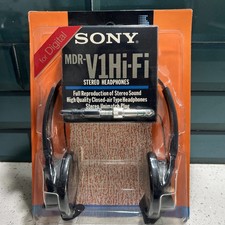 for Digital
SONY
MDR-V1Hi-Fi
STEREO HEADPHONES
Full Reproduction of Stereo Sound
High Quality Closed-air Type Headphones
Stereo Unimatch Plug